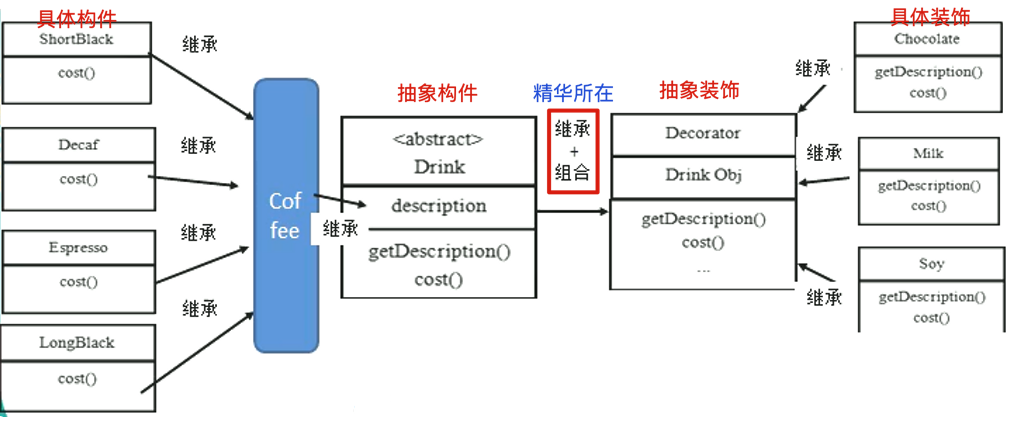 具体构件
ShortBlack
cost()
继承
Decaf
cost()
继承
Espresso
cost()
继承
LongBlack
cost()
继承
Cof
fee
继承
抽象构件
<abstract>
Drink
description
getDescription()
cost()
精华所在
继承
+
组合
抽象装饰
Decorator
Drink Obj
getDescription()
cost()
...
具体装饰
继承
Chocolate
getDescription()
cost()
继承
Milk
getDescription()
cost()
继承
Soy
getDescription()
cost()